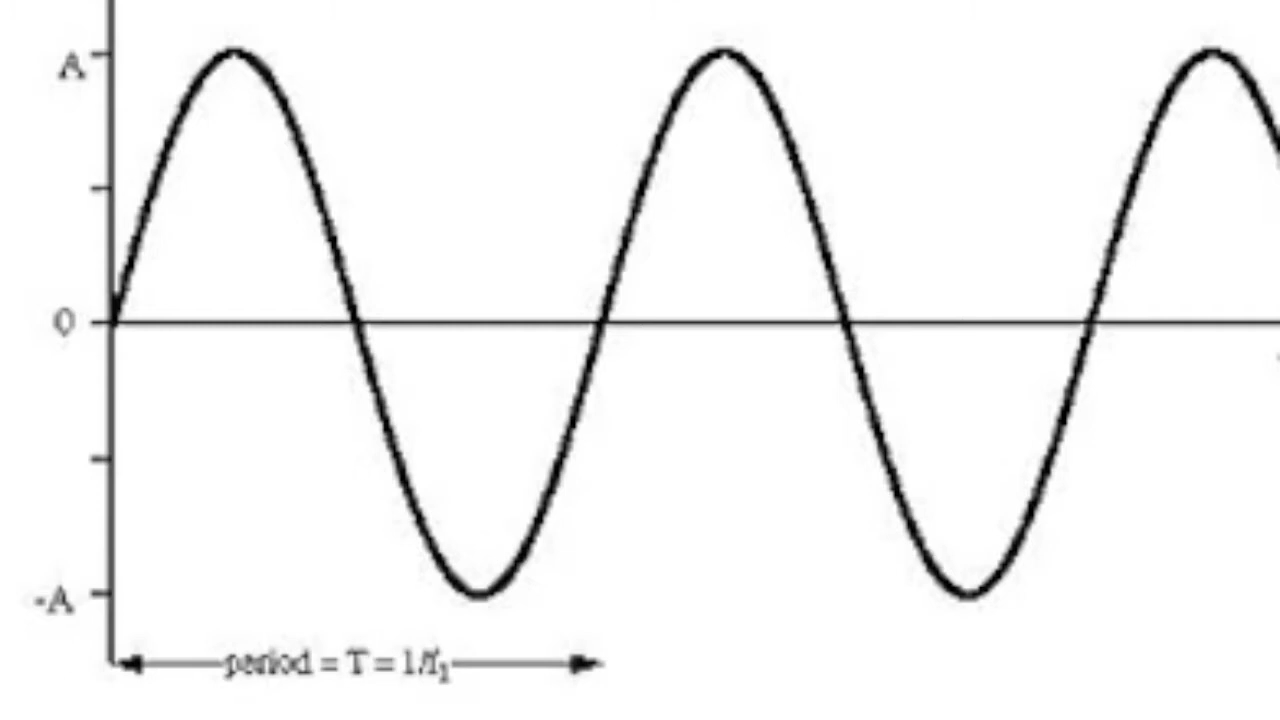 A
0
-A
period = T = 1/f₁